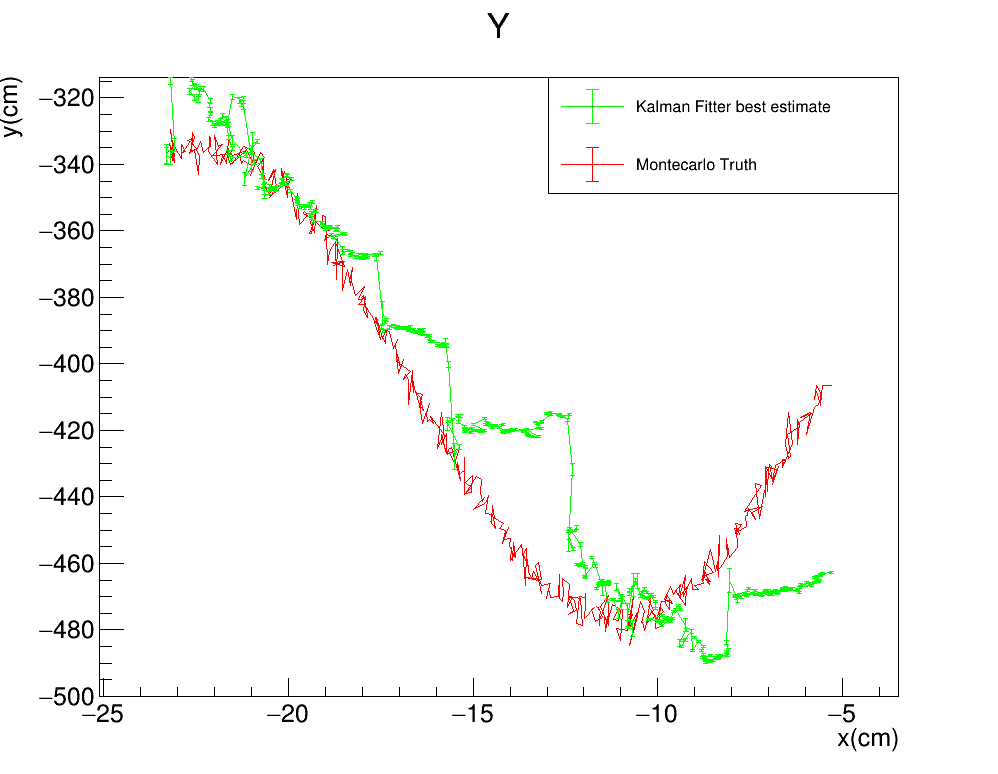 Y
y(cm)
Kalman Fitter best estimate
Montecarlo Truth
−320
−340
−360
−380
−400
−420
−440
−460
−480
−500
−25 −20 −15 −10 −5
x(cm)